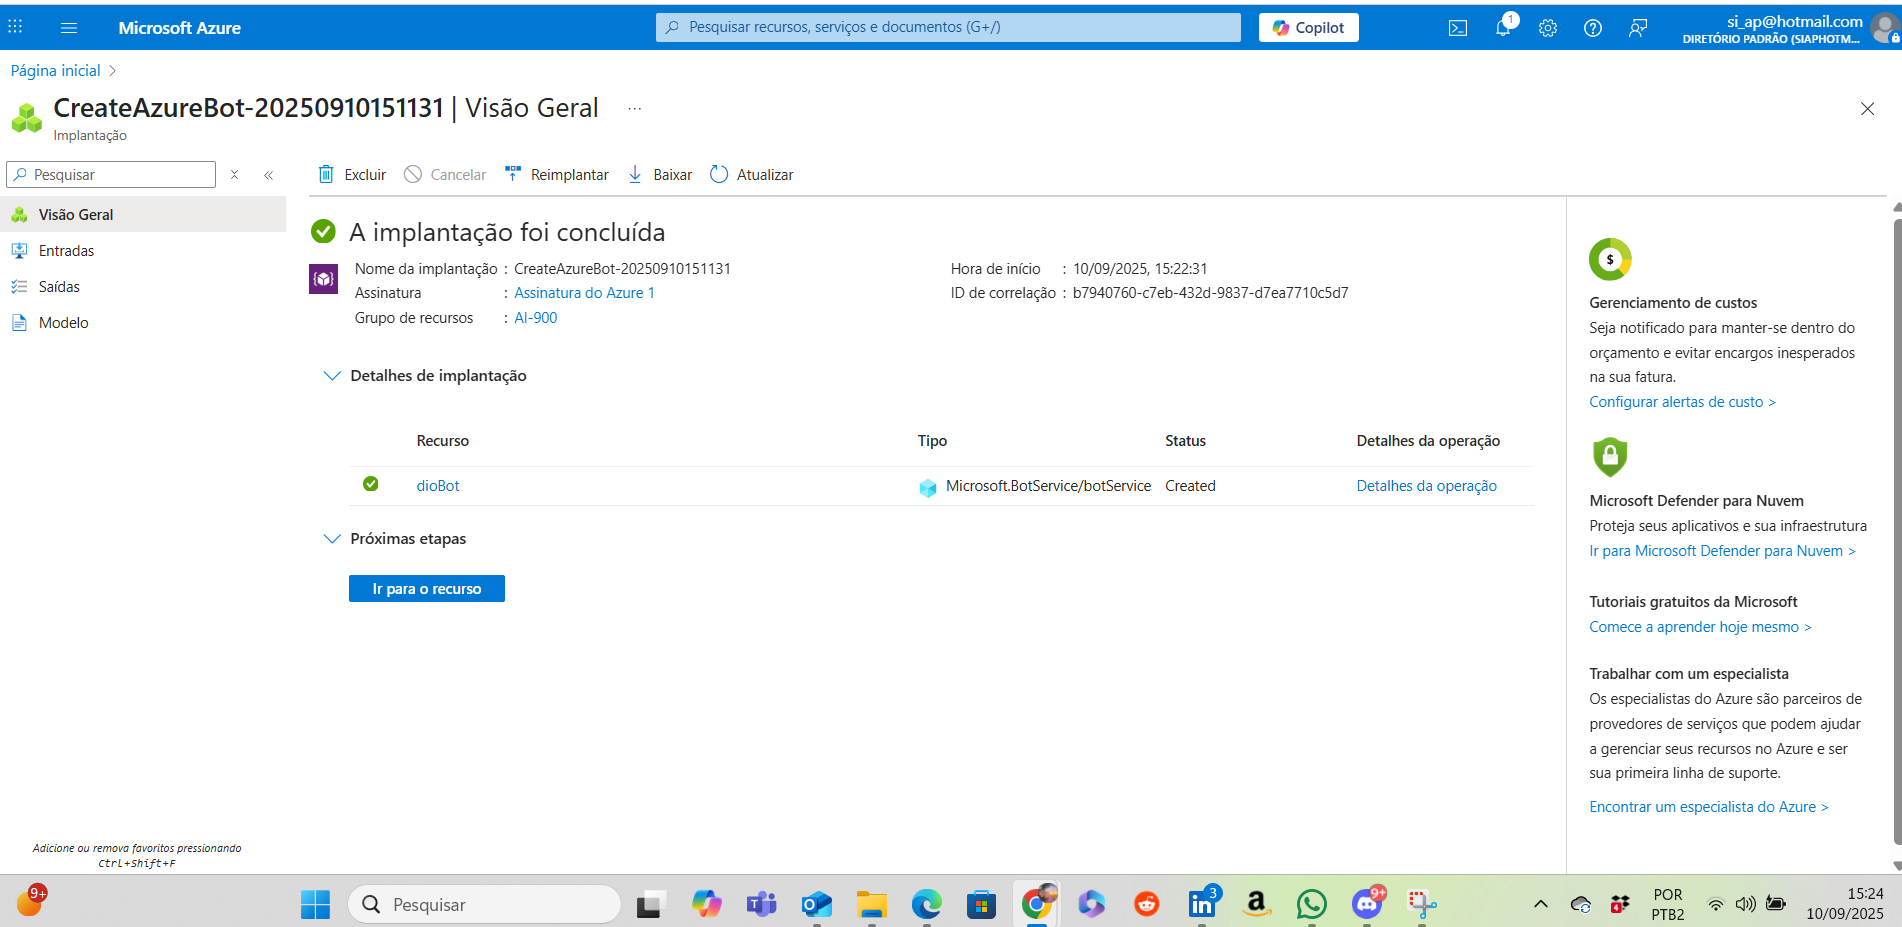 Microsoft Azure
Pesquisar recursos, serviços e documentos (G+/)
Copilot
1
si_ap@hotmail.com
DIRETÓRIO PADRÃO (SIAPHOTM...
Página inicial >
CreateAzureBot-20250910151131 | Visão Geral ...
Implantação
Pesquisar
Excluir
Cancelar
Reimplantar
Baixar
Atualizar
Visão Geral
Entradas
Saídas
Modelo
A implantação foi concluída
Nome da implantação : CreateAzureBot-20250910151131
Assinatura : Assinatura do Azure 1
Grupo de recursos : AI-900
Hora de início : 10/09/2025, 15:22:31
ID de correlação : b7940760-c7eb-432d-9837-d7ea7710c5d7
Detalhes de implantação
Recurso Tipo Status Detalhes da operação
dioBot Microsoft.BotService/botService Created Detalhes da operação
Próximas etapas
Ir para o recurso
$
Gerenciamento de custos
Seja notificado para manter-se dentro do
orçamento e evitar encargos inesperados
na sua fatura.
Configurar alertas de custo >
Microsoft Defender para Nuvem
Proteja seus aplicativos e sua infraestrutura
Ir para Microsoft Defender para Nuvem >
Tutoriais gratuitos da Microsoft
Comece a aprender hoje mesmo >
Trabalhar com um especialista
Os especialistas do Azure são parceiros de
provedores de serviços que podem ajudar
a gerenciar seus recursos no Azure e ser
sua primeira linha de suporte.
Encontrar um especialista do Azure >
Adicione ou remova favoritos pressionando
Ctrl+Shift+F
9+
Pesquisar
3
9+
4
POR
PTB2
15:24
10/09/2025